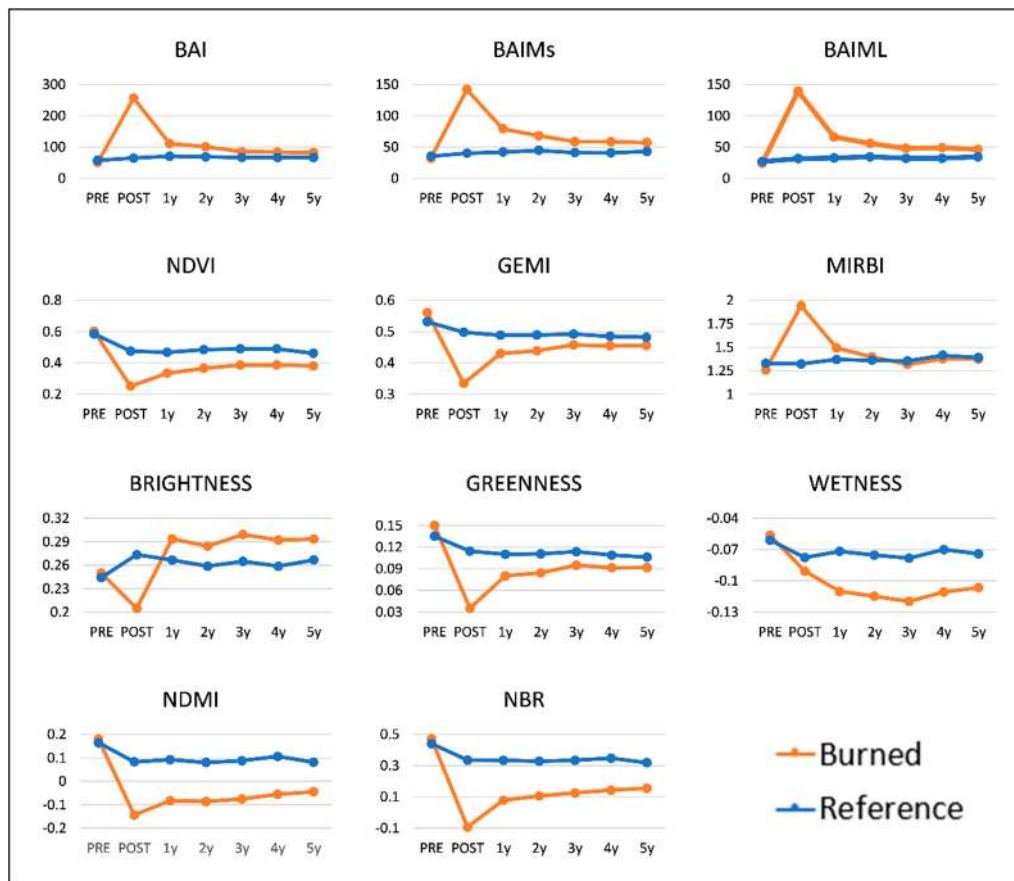 BAI
300
200
100
0
PRE POST 1y 2y 3y 4y 5y
BAIMs
150
100
50
0
PRE POST 1y 2y 3y 4y 5y
BAIML
150
100
50
0
PRE POST 1y 2y 3y 4y 5y
NDVI
0.8
0.6
0.4
0.2
PRE POST 1y 2y 3y 4y 5y
GEMI
0.6
0.5
0.4
0.3
PRE POST 1y 2y 3y 4y 5y
MIRBI
2
1.75
1.5
1.25
1
PRE POST 1y 2y 3y 4y 5y
BRIGHTNESS
0.32
0.29
0.26
0.23
0.2
PRE POST 1y 2y 3y 4y 5y
GREENNESS
0.15
0.12
0.09
0.06
0.03
PRE POST 1y 2y 3y 4y 5y
WETNESS
-0.04
-0.07
-0.1
-0.13
PRE POST 1y 2y 3y 4y 5y
NDMI
0.2
0.1
0
-0.1
-0.2
PRE POST 1y 2y 3y 4y 5y
NBR
0.5
0.3
0.1
-0.1
PRE POST 1y 2y 3y 4y 5y
Burned
Reference